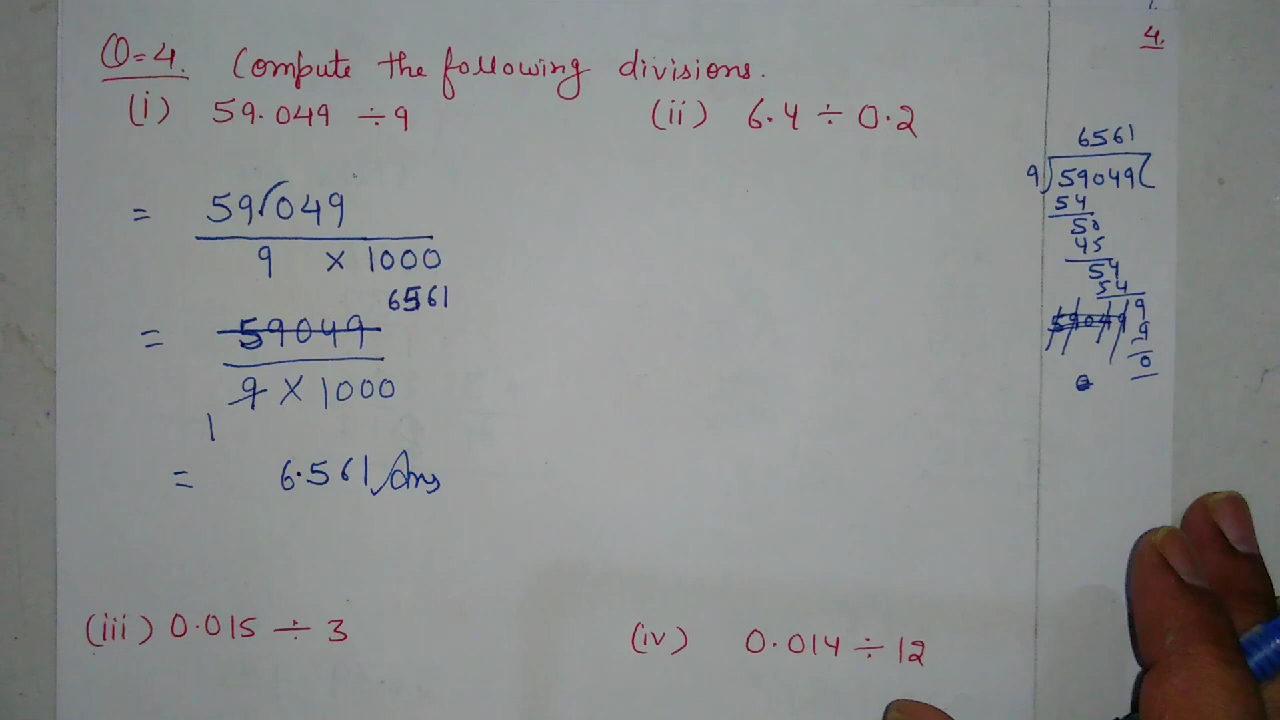 Q=4. Compute the following divisions.
(i) 59.049 ÷ 9
(ii) 6.4 ÷ 0.2
= 59.049
9 × 1000
6561
= 59049
9 × 1000
1
= 6.561 Ans
(iii) 0.015 ÷ 3
(iv) 0.014 ÷ 12
4.
6561
9)59049(
54
50
45
54
54
9
59049
9
0